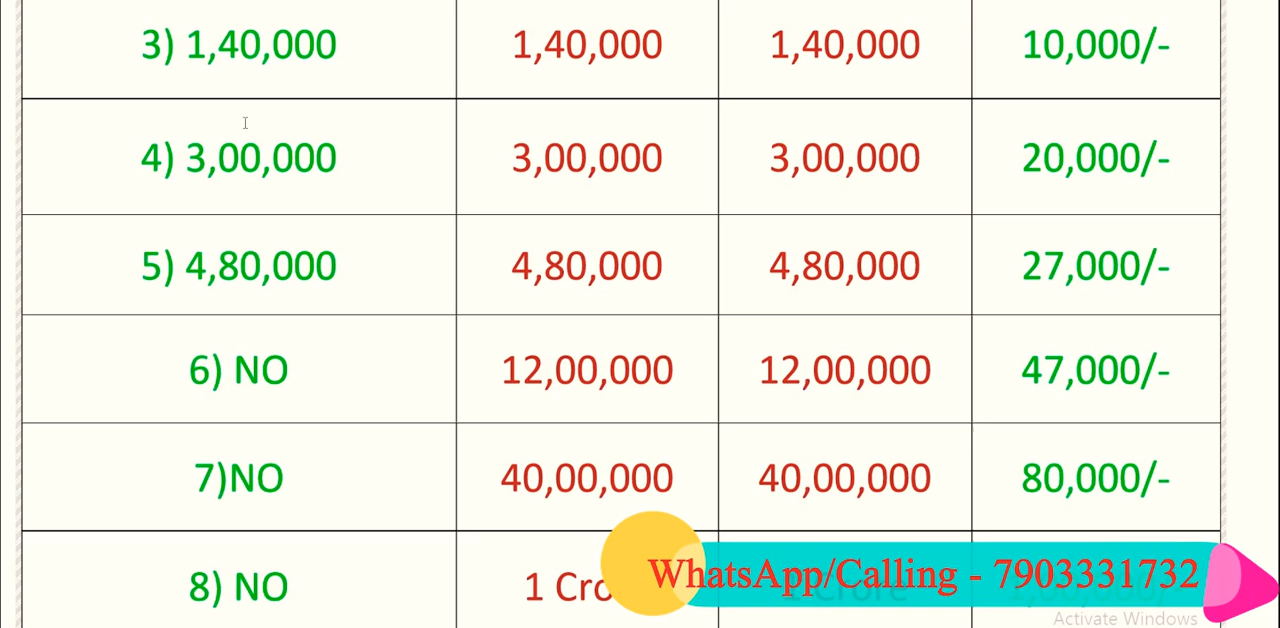 3) 1,40,000 1,40,000 1,40,000 10,000/-
4) 3,00,000 3,00,000 3,00,000 20,000/-
5) 4,80,000 4,80,000 4,80,000 27,000/-
6) NO 12,00,000 12,00,000 47,000/-
7)NO 40,00,000 40,00,000 80,000/-
8) NO 1 Cro
WhatsApp/Calling - 7903331732
Activate Windows